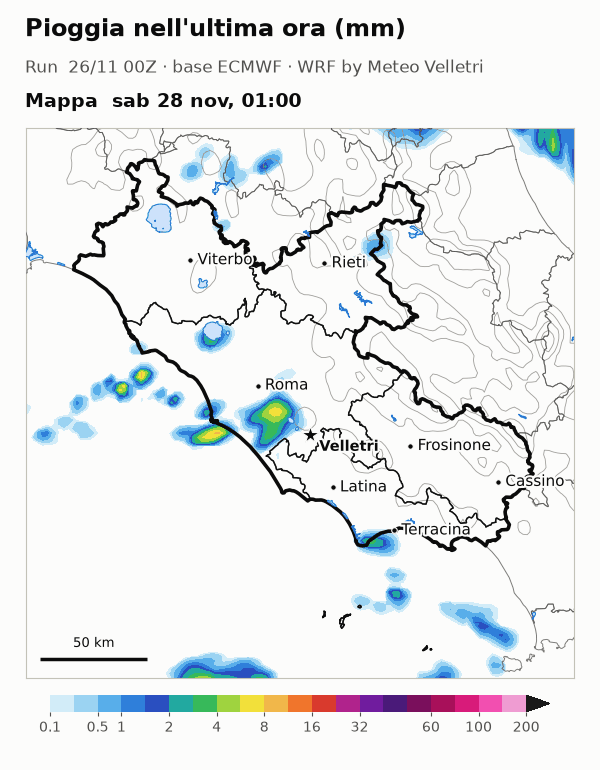 Pioggia nell'ultima ora (mm)
Run  26/11 00Z · base ECMWF · WRF by Meteo Velletri
Mappa  sab 28 nov, 01:00
Viterbo
Rieti
Roma
Velletri
Frosinone
Latina
Cassino
Terracina
50 km
0.1 0.5 1 2 4 8 16 32 60 100 200